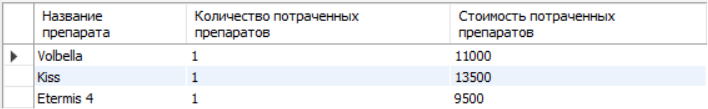 Название препарата Количество потраченных препаратов Стоимость потраченных препаратов
Volbella 1 11000
Kiss 1 13500
Etermis 4 1 9500